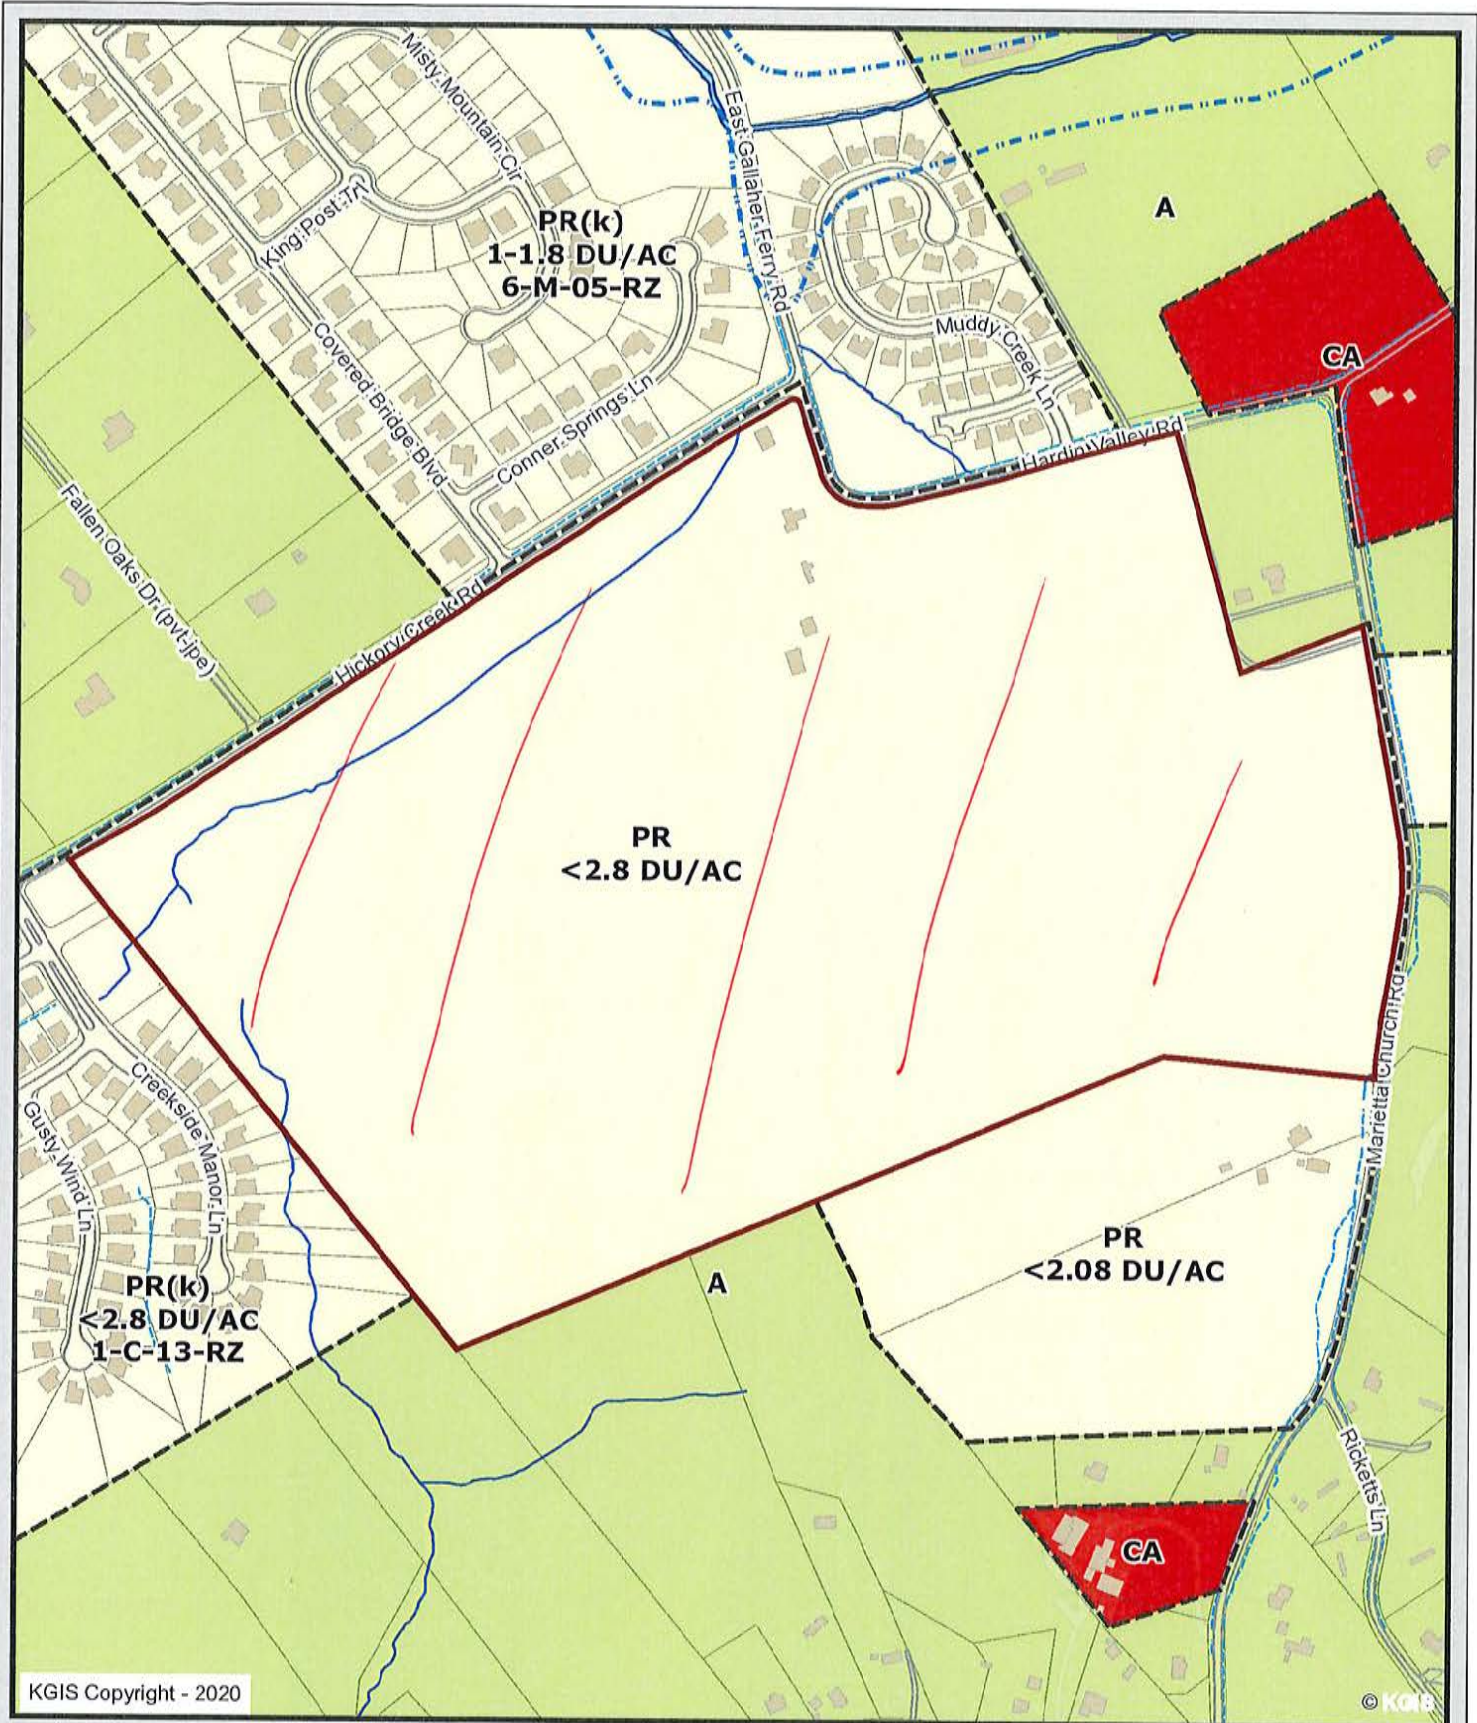 Misty Mountain Cir
East Gallaher Ferry Rd
King Post Trl
PR(k)
1-1.8 DU/AC
6-M-05-RZ
A
Muddy Creek Ln
CA
Covered Bridge Blvd
Conner Springs Ln
Hardin Valley Rd
Fallen Oaks Dr (pvt-jpe)
Hickory Creek Rd
PR
<2.8 DU/AC
Marietta Church Rd
Creekside Manor Ln
Gusty Wind Ln
PR
<2.08 DU/AC
A
PR(k)
<2.8 DU/AC
1-C-13-RZ
Ricketts Ln
CA
KGIS Copyright - 2020
© KGIS